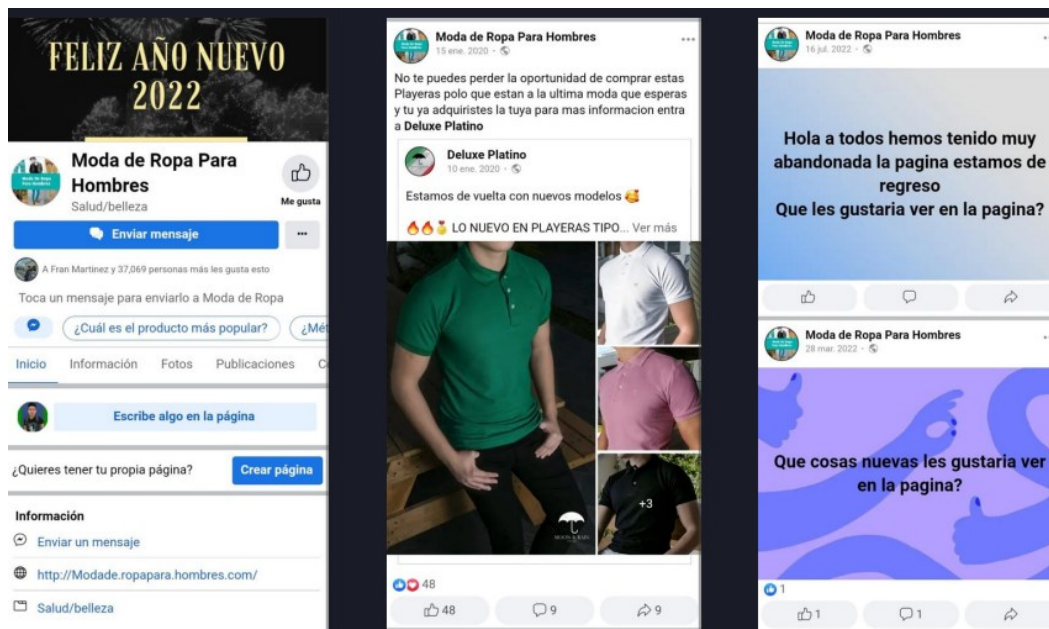 FELIZ AÑO NUEVO
2022
Moda de Ropa Para
Hombres
Salud/belleza
Me gusta
Enviar mensaje
A Fran Martinez y 37,069 personas más les gusta esto
Toca un mensaje para enviarlo a Moda de Ropa
¿Cuál es el producto más popular?
¿Mét
Inicio Información Fotos Publicaciones C
Escribe algo en la página
¿Quieres tener tu propia página?
Crear página
Información
Enviar un mensaje
http://Modade.ropapara.hombres.com/
Salud/belleza
Moda de Ropa Para Hombres
15 ene. 2020
No te puedes perder la oportunidad de comprar estas
Playeras polo que estan a la ultima moda que esperas
y tu ya adquiristes la tuya para mas informacion entra
a Deluxe Platino
Deluxe Platino
10 ene. 2020
Estamos de vuelta con nuevos modelos 🥰
🔥🔥🏅 LO NUEVO EN PLAYERAS TIPO... Ver más
+3
48
48 9 9
Moda de Ropa Para Hombres
16 jul. 2022
Hola a todos hemos tenido muy
abandonada la pagina estamos de
regreso
Que les gustaria ver en la pagina?
Moda de Ropa Para Hombres
28 mar. 2022
Que cosas nuevas les gustaria ver
en la pagina?
1
1 1